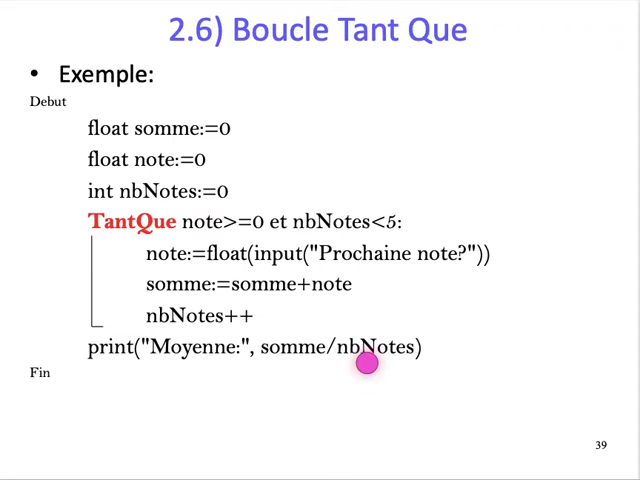 2.6) Boucle Tant Que
• Exemple:
Debut
float somme:=0
float note:=0
int nbNotes:=0
TantQue note>=0 et nbNotes<5:
note:=float(input("Prochaine note?"))
somme:=somme+note
nbNotes++
print("Moyenne:", somme/nbNotes)
Fin
39